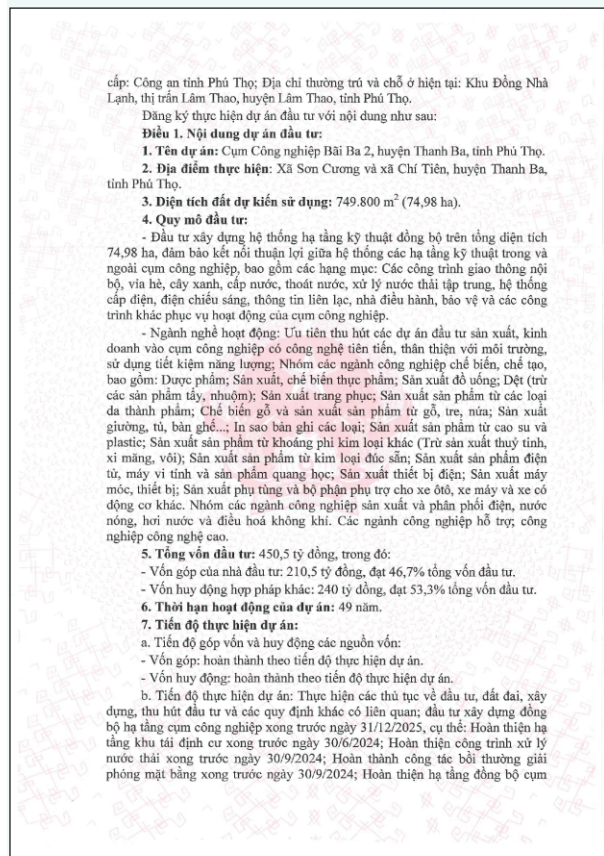 cấp: Công an tỉnh Phú Thọ; Địa chỉ thường trú và chỗ ở hiện tại: Khu Đồng Nhà
Lạnh, thị trấn Lâm Thao, huyện Lâm Thao, tỉnh Phú Thọ.
Đăng ký thực hiện dự án đầu tư với nội dung như sau:
Điều 1. Nội dung dự án đầu tư:
1. Tên dự án: Cụm Công nghiệp Bãi Ba 2, huyện Thanh Ba, tỉnh Phú Thọ.
2. Địa điểm thực hiện: Xã Sơn Cương và xã Chí Tiên, huyện Thanh Ba,
tỉnh Phú Thọ.
3. Diện tích đất dự kiến sử dụng: 749.800 m² (74,98 ha).
4. Quy mô đầu tư:
- Đầu tư xây dựng hệ thống hạ tầng kỹ thuật đồng bộ trên tổng diện tích
74,98 ha, đảm bảo kết nối thuận lợi giữa hệ thống các hạ tầng kỹ thuật trong và
ngoài cụm công nghiệp, bao gồm các hạng mục: Các công trình giao thông nội
bộ, vỉa hè, cây xanh, cấp nước, thoát nước, xử lý nước thải tập trung, hệ thống
cấp điện, điện chiếu sáng, thông tin liên lạc, nhà điều hành, bảo vệ và các công
trình khác phục vụ hoạt động của cụm công nghiệp.
- Ngành nghề hoạt động: Ưu tiên thu hút các dự án đầu tư sản xuất, kinh
doanh vào cụm công nghiệp có công nghệ tiên tiến, thân thiện với môi trường,
sử dụng tiết kiệm năng lượng; Nhóm các ngành công nghiệp chế biến, chế tạo,
bao gồm: Dược phẩm; Sản xuất, chế biến thực phẩm; Sản xuất đồ uống; Dệt (trừ
các sản phẩm tẩy, nhuộm); Sản xuất trang phục; Sản xuất sản phẩm từ các loại
da thành phẩm; Chế biến gỗ và sản xuất sản phẩm từ gỗ, tre, nứa; Sản xuất
giường, tủ, bàn ghế...; In sao bản ghi các loại; Sản xuất sản phẩm từ cao su và
plastic; Sản xuất sản phẩm từ khoáng phi kim loại khác (Trừ sản xuất thuỷ tinh,
xi măng, vôi); Sản xuất sản phẩm từ kim loại đúc sẵn; Sản xuất sản phẩm điện
tử, máy vi tính và sản phẩm quang học; Sản xuất thiết bị điện; Sản xuất máy
móc, thiết bị; Sản xuất phụ tùng và bộ phận phụ trợ cho xe ôtô, xe máy và xe có
động cơ khác. Nhóm các ngành công nghiệp sản xuất và phân phối điện, nước
nóng, hơi nước và điều hoá không khí. Các ngành công nghiệp hỗ trợ; công
nghiệp công nghệ cao.
5. Tổng vốn đầu tư: 450,5 tỷ đồng, trong đó:
- Vốn góp của nhà đầu tư: 210,5 tỷ đồng, đạt 46,7% tổng vốn đầu tư.
- Vốn huy động hợp pháp khác: 240 tỷ đồng, đạt 53,3% tổng vốn đầu tư.
6. Thời hạn hoạt động của dự án: 49 năm.
7. Tiến độ thực hiện dự án:
a. Tiến độ góp vốn và huy động các nguồn vốn:
- Vốn góp: hoàn thành theo tiến độ thực hiện dự án.
- Vốn huy động: hoàn thành theo tiến độ thực hiện dự án.
b. Tiến độ thực hiện dự án: Thực hiện các thủ tục về đầu tư, đất đai, xây
dựng, thu hút đầu tư và các quy định khác có liên quan; đầu tư xây dựng đồng
bộ hạ tầng cụm công nghiệp xong trước ngày 31/12/2025, cụ thể: Hoàn thiện hạ
tầng khu tái định cư xong trước ngày 30/6/2024; Hoàn thiện công trình xử lý
nước thải xong trước ngày 30/9/2024; Hoàn thành công tác bồi thường giải
phóng mặt bằng xong trước ngày 30/9/2024; Hoàn thiện hạ tầng đồng bộ cụm